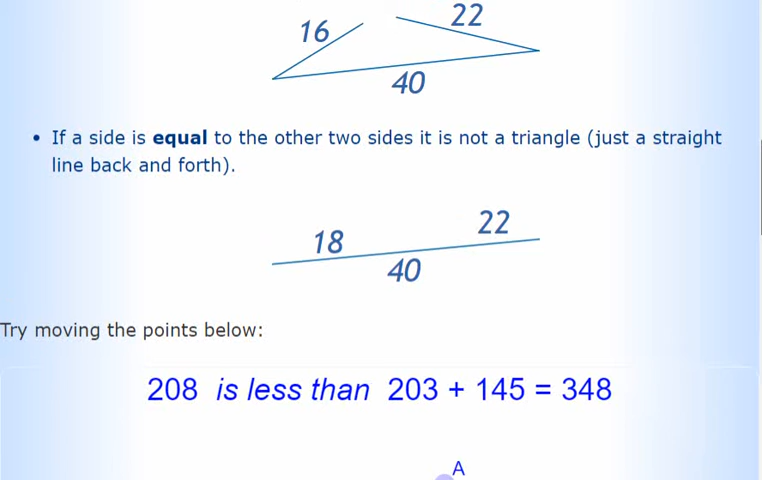 16
22
40
• If a side is equal to the other two sides it is not a triangle (just a straight
line back and forth).
18
22
40
Try moving the points below:
208 is less than 203 + 145 = 348
A